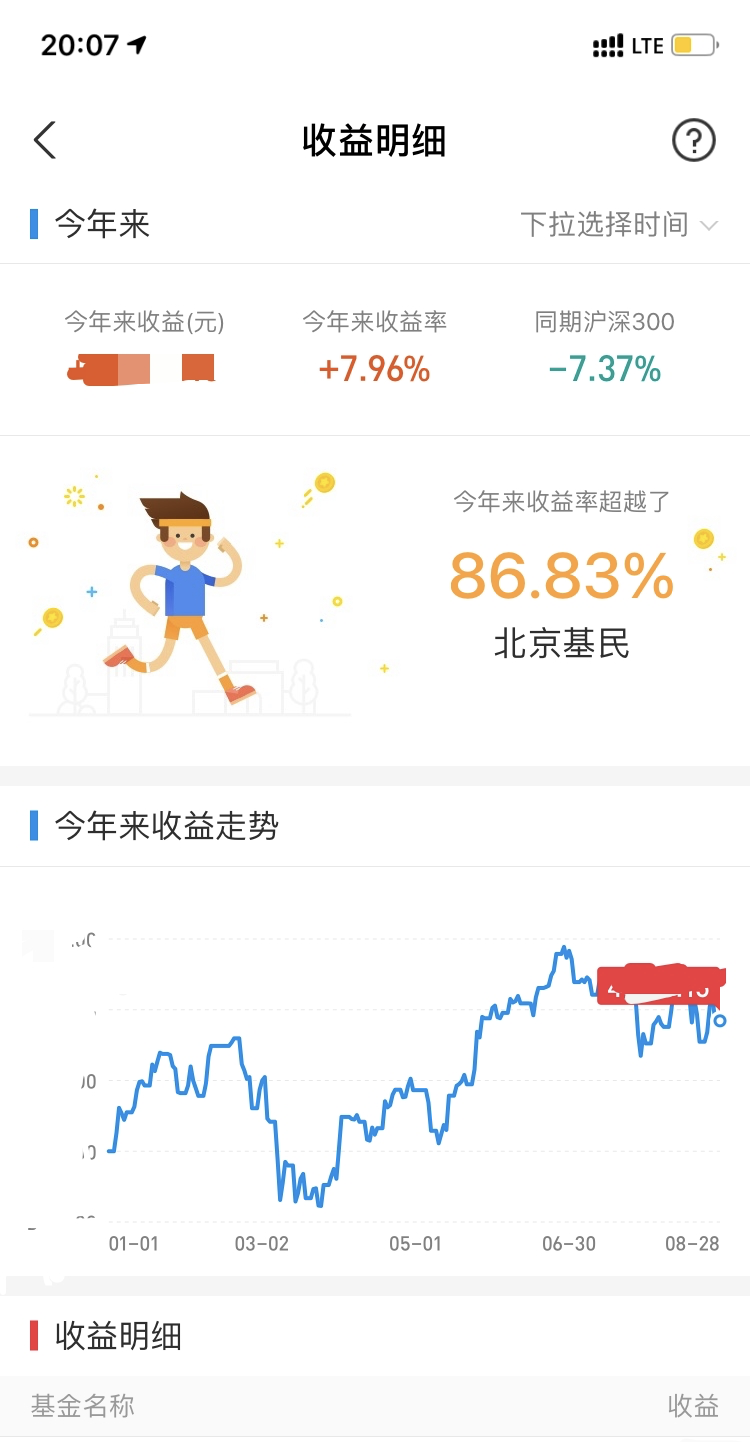 20:07
LTE
收益明细
?
今年来
下拉选择时间
今年来收益(元)
今年来收益率
同期沪深300
+7.96%
-7.37%
今年来收益率超越了
86.83%
北京基民
今年来收益走势
01-01
03-02
05-01
06-30
08-28
收益明细
基金名称
收益